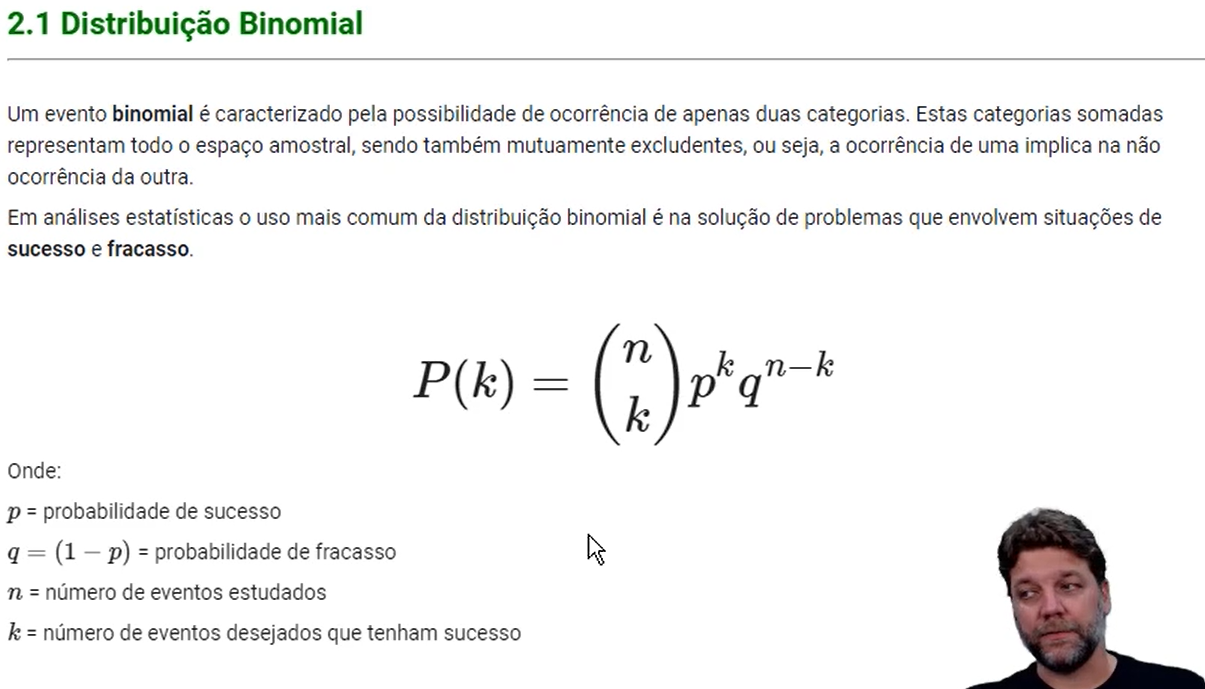 2.1 Distribuição Binomial
Um evento binomial é caracterizado pela possibilidade de ocorrência de apenas duas categorias. Estas categorias somadas
representam todo o espaço amostral, sendo também mutuamente excludentes, ou seja, a ocorrência de uma implica na não
ocorrência da outra.
Em análises estatísticas o uso mais comum da distribuição binomial é na solução de problemas que envolvem situações de
sucesso e fracasso.
P(k) = \binom{n}{k} p^k q^{n-k}
Onde:
p = probabilidade de sucesso
q = (1 − p) = probabilidade de fracasso
n = número de eventos estudados
k = número de eventos desejados que tenham sucesso